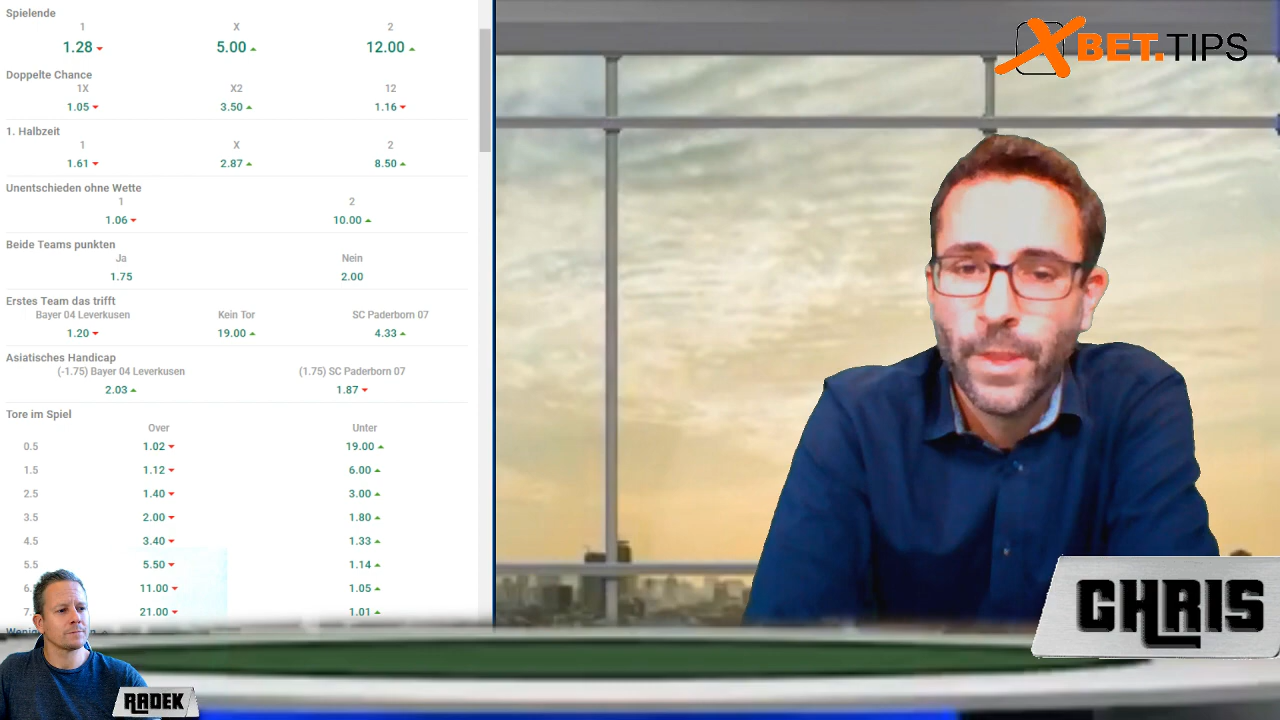 Spielende
1 X 2
1.28 5.00 12.00
Doppelte Chance
1X X2 12
1.05 3.50 1.16
1. Halbzeit
1 X 2
1.61 2.87 8.50
Unentschieden ohne Wette
1 2
1.06 10.00
Beide Teams punkten
Ja Nein
1.75 2.00
Erstes Team das trifft
Bayer 04 Leverkusen Kein Tor SC Paderborn 07
1.20 19.00 4.33
Asiatisches Handicap
(-1.75) Bayer 04 Leverkusen (1.75) SC Paderborn 07
2.03 1.87
Tore im Spiel
Over Unter
0.5 1.02 19.00
1.5 1.12 6.00
2.5 1.40 3.00
3.5 2.00 1.80
4.5 3.40 1.33
5.5 5.50 1.14
11.00 1.05
21.00 1.01
XBET.TIPS
CHRIS
RADEK